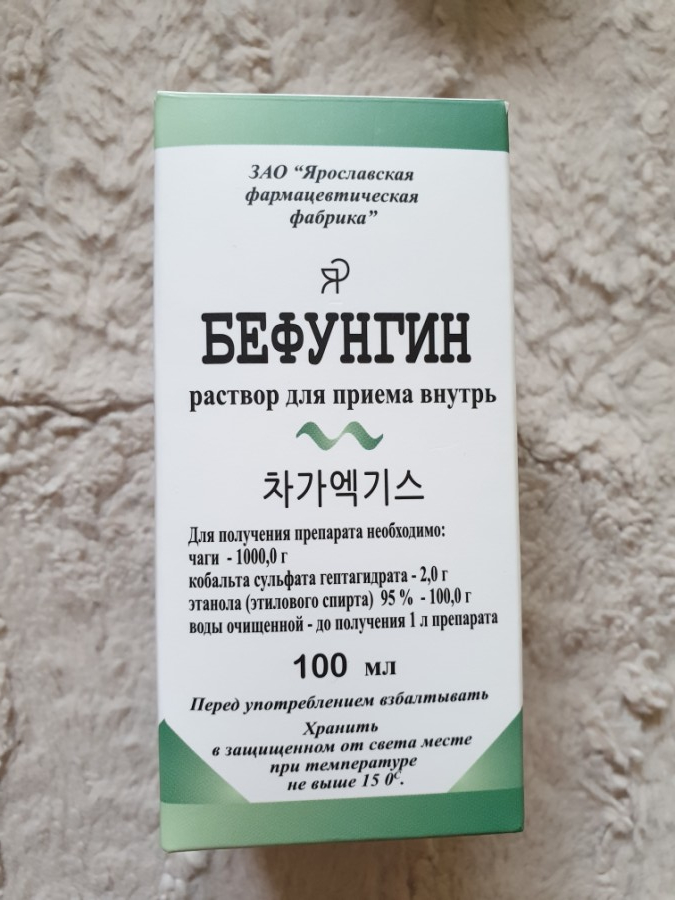 ЗАО “Ярославская
фармацевтическая
фабрика”
ЯР
БЕФУНГИН
раствор для приема внутрь
차가엑기스
Для получения препарата необходимо:
чаги - 1000,0 г
кобальта сульфата гептагидрата - 2,0 г
этанола (этилового спирта) 95 % - 100,0 г
воды очищенной - до получения 1 л препарата
100 мл
Перед употреблением взбалтывать
Хранить
в защищенном от света месте
при температуре
не выше 15 0с.